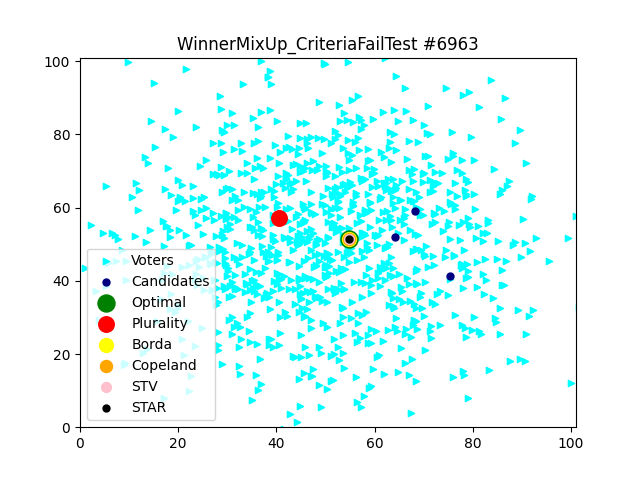 WinnerMixUp_CriteriaFailTest #6963
100
80
60
40
20
0
0 20 40 60 80 100
Voters
Candidates
Optimal
Plurality
Borda
Copeland
STV
STAR